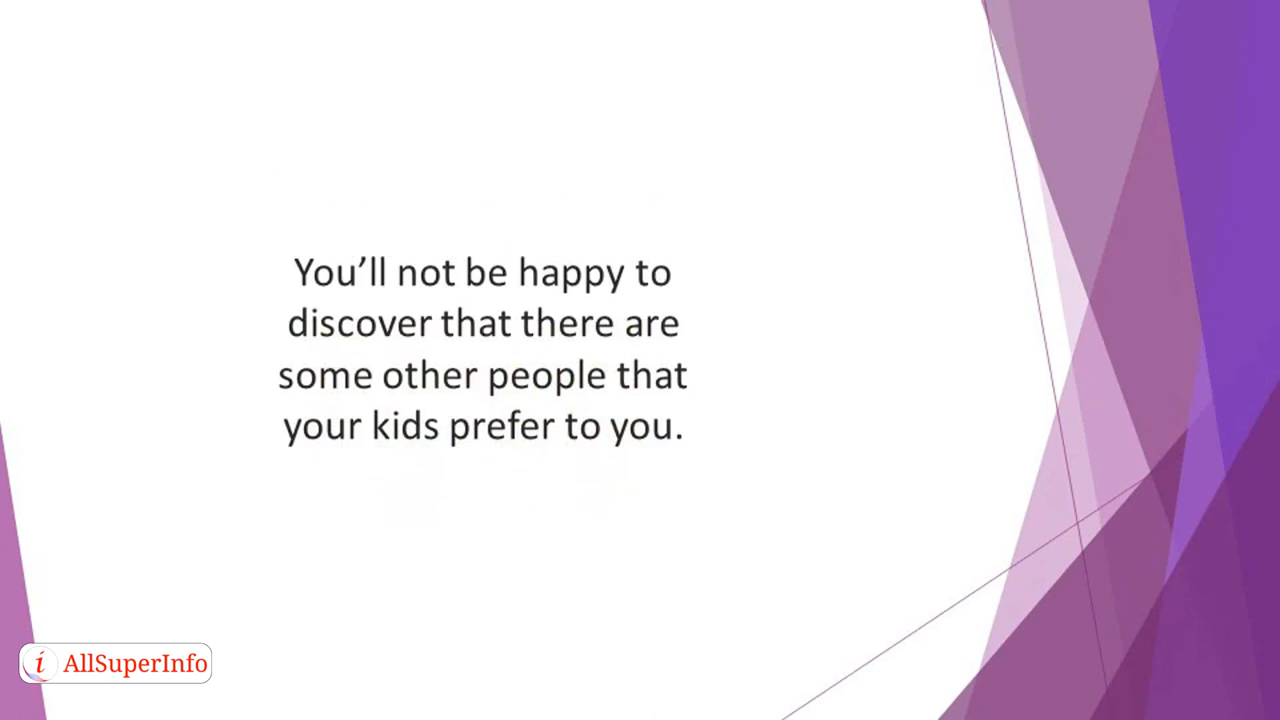 You’ll not be happy to
discover that there are
some other people that
your kids prefer to you.
i AllSuperInfo